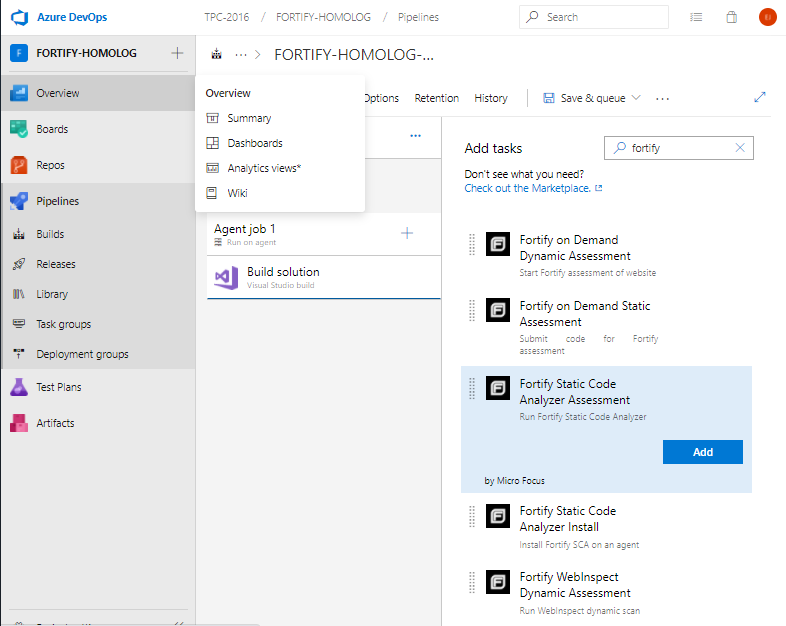 Azure DevOps
TPC-2016 / FORTIFY-HOMOLOG / Pipelines
Search
F
FORTIFY-HOMOLOG
FORTIFY-HOMOLOG-...
Overview
Boards
Repos
Pipelines
Builds
Releases
Library
Task groups
Deployment groups
Test Plans
Artifacts
Overview
Summary
Dashboards
Analytics views*
Wiki
Options
Retention
History
Save & queue
Agent job 1
Run on agent
Build solution
Visual Studio build
Add tasks
fortify
Don't see what you need?
Check out the Marketplace.
Fortify on Demand
Dynamic Assessment
Start Fortify assessment of website
Fortify on Demand Static
Assessment
Submit code for Fortify
assessment
Fortify Static Code
Analyzer Assessment
Run Fortify Static Code Analyzer
Add
by Micro Focus
Fortify Static Code
Analyzer Install
Install Fortify SCA on an agent
Fortify WebInspect
Dynamic Assessment
Run WebInspect dynamic scan